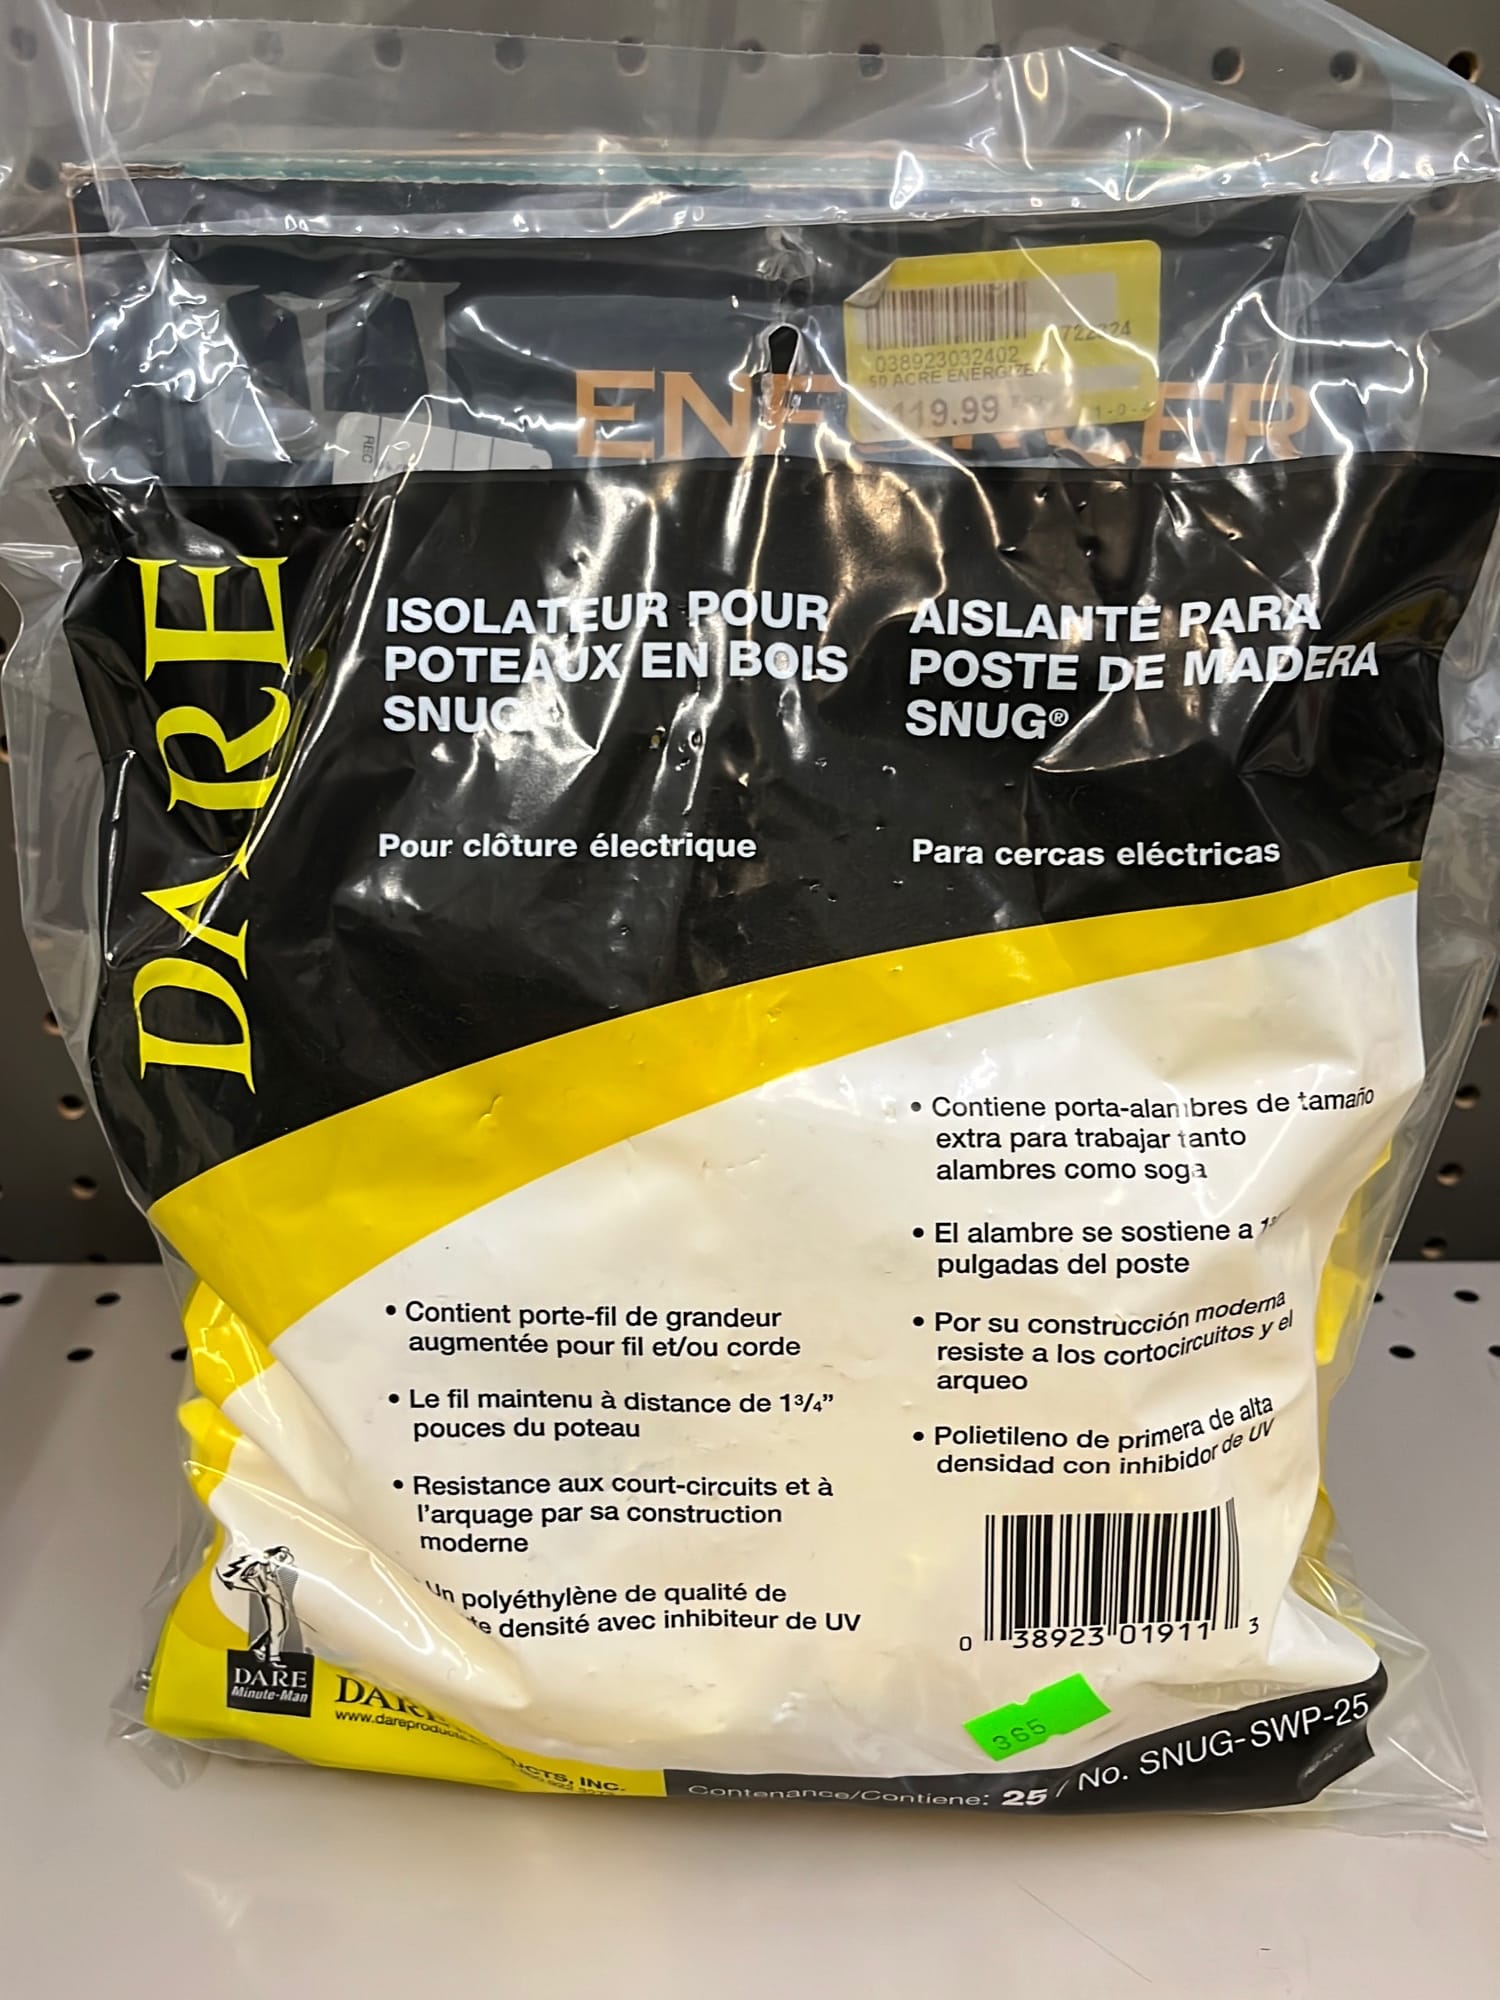 ENFORCER
038923032402
50 ACRE ENERGIZER
119.99
REC
DARE
ISOLATEUR POUR
POTEAUX EN BOIS
SNUG
Pour clôture électrique
AISLANTE PARA
POSTE DE MADERA
SNUG®
Para cercas eléctricas
• Contient porte-fil de grandeur
augmentée pour fil et/ou corde
• Le fil maintenu à distance de 1¾”
pouces du poteau
• Resistance aux court-circuits et à
l’arquage par sa construction
moderne
Un polyéthylène de qualité de
densité avec inhibiteur de UV
• Contiene porta-alambres de tamaño
extra para trabajar tanto
alambres como soga
• El alambre se sostiene a
pulgadas del poste
• Por su construcción moderna
resiste a los cortocircuitos y el
arqueo
• Polietileno de primera de alta
densidad con inhibidor de UV
0 38923 01911 3
365
DARE
Minute-Man
DARE
INC.
Contenance/Contiene: 25 / No. SNUG-SWP-25